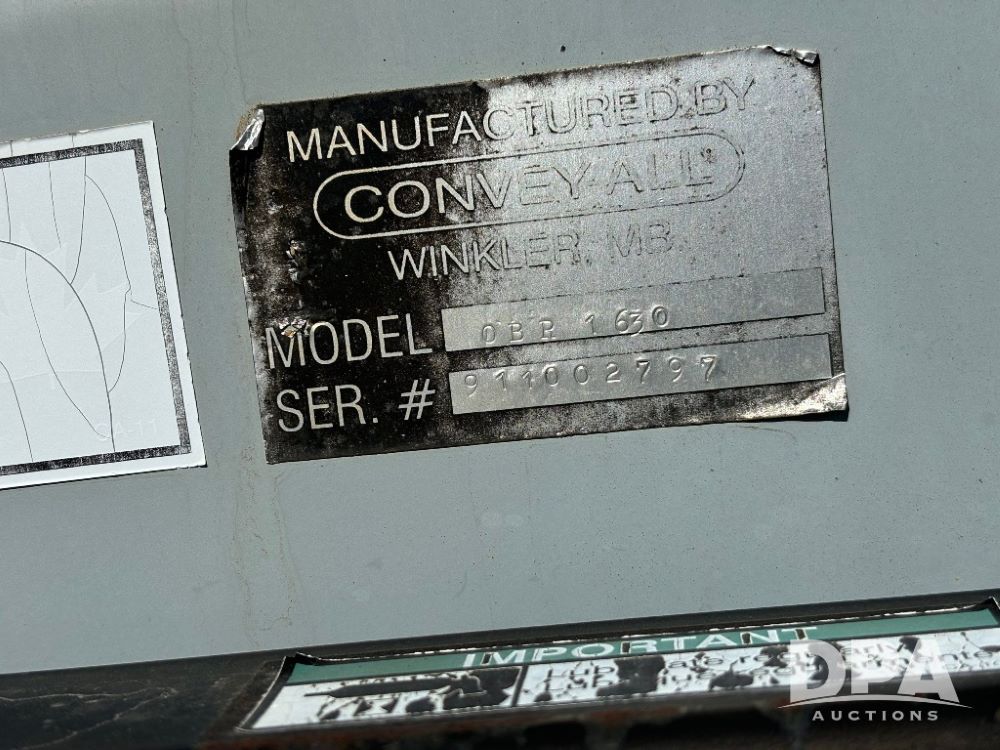 MANUFACTURED BY
CONVEY-ALL®
WINKLER, MB.
MODEL DBR 1630
SER. # 911002797
IMPORTANT
DPA
AUCTIONS